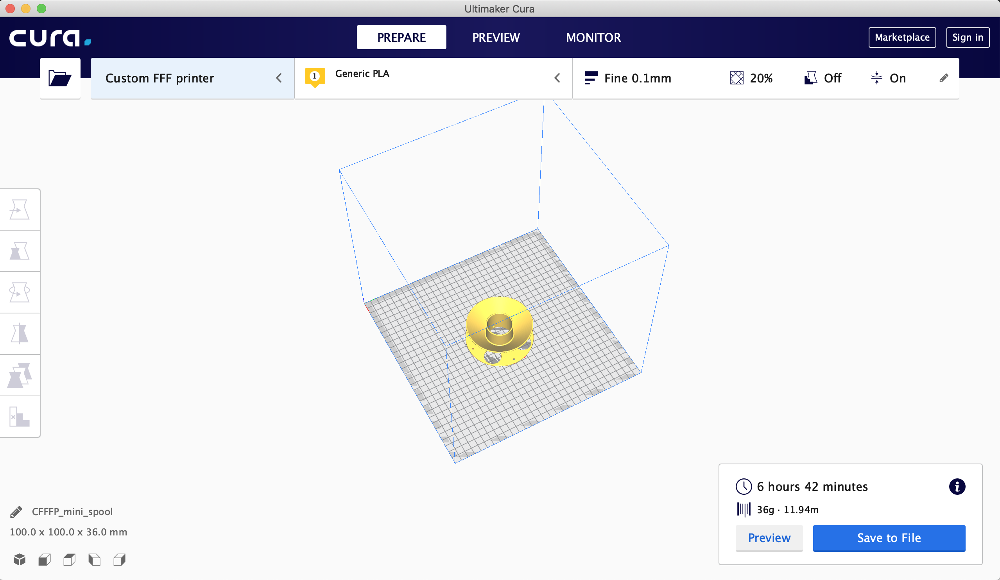 Ultimaker Cura
cura.
PREPARE
PREVIEW
MONITOR
Marketplace
Sign in
Custom FFF printer
1
Generic PLA
Fine 0.1mm
20%
Off
On
6 hours 42 minutes
i
36g · 11.94m
Preview
Save to File
CFFFP_mini_spool
100.0 x 100.0 x 36.0 mm